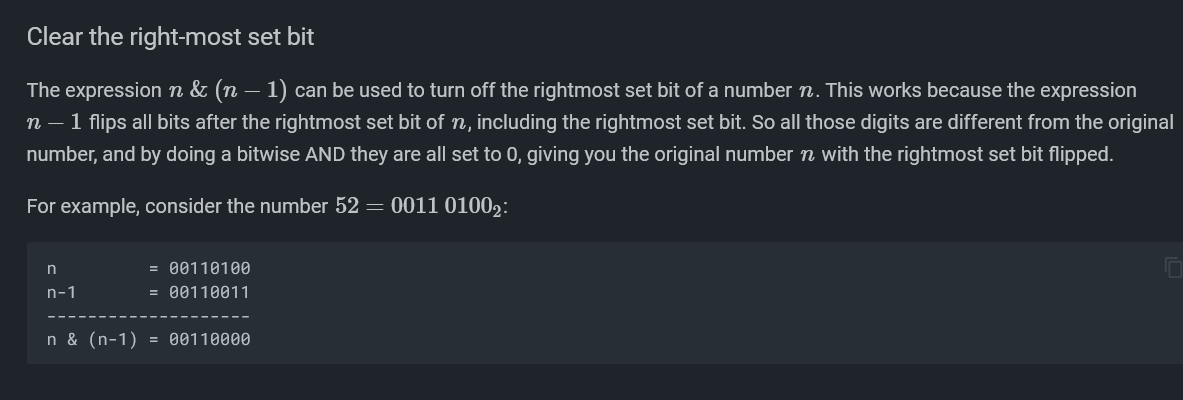 Clear the right-most set bit
The expression n & (n − 1) can be used to turn off the rightmost set bit of a number n. This works because the expression
n − 1 flips all bits after the rightmost set bit of n, including the rightmost set bit. So all those digits are different from the original
number, and by doing a bitwise AND they are all set to 0, giving you the original number n with the rightmost set bit flipped.
For example, consider the number 52 = 0011 0100₂:
n         = 00110100
n-1       = 00110011
--------------------
n & (n-1) = 00110000